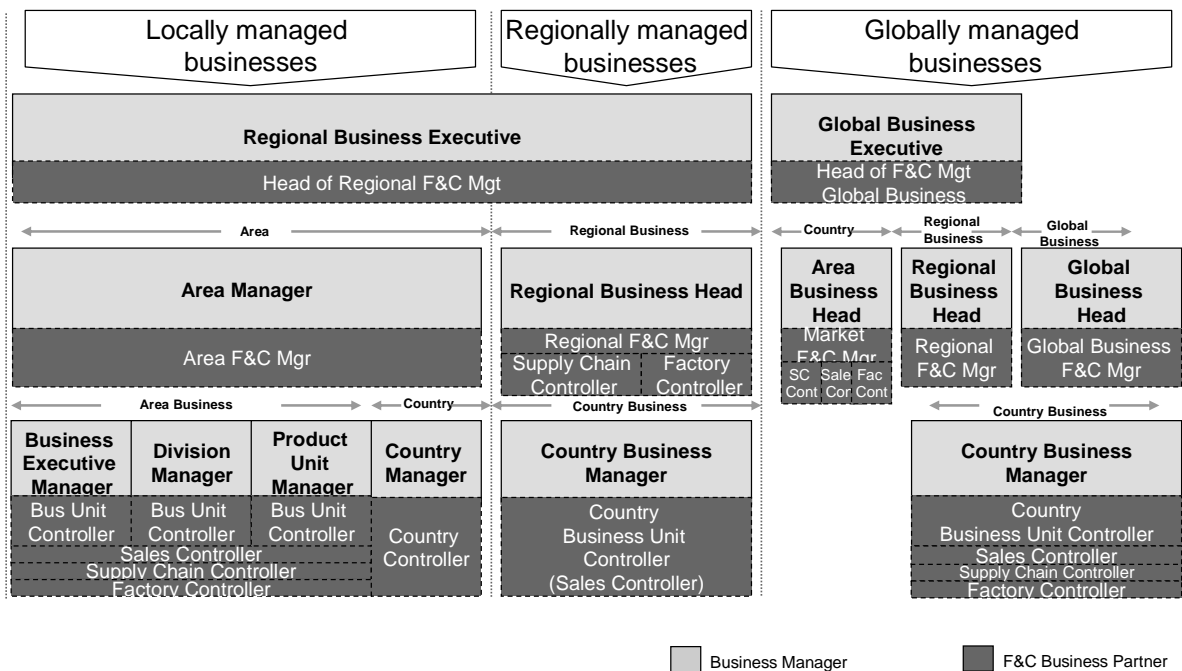 Locally managed
businesses
Regionally managed
businesses
Globally managed
businesses
Regional Business Executive
Head of Regional F&C Mgt
Global Business
Executive
Head of F&C Mgt
Global Business
Area
Regional Business
Country
Regional
Business
Global
Business
Area Manager
Area F&C Mgr
Regional Business Head
Regional F&C Mgr
Supply Chain
Controller
Factory
Controller
Area
Business
Head
Market
F&C Mgr
SC
Cont
Sale
Cor
Fac
Cont
Regional
Business
Head
Regional
F&C Mgr
Global
Business
Head
Global Business
F&C Mgr
Area Business
Country
Country Business
Country Business
Business
Executive
Manager
Bus Unit
Controller
Division
Manager
Bus Unit
Controller
Product
Unit
Manager
Bus Unit
Controller
Sales Controller
Supply Chain Controller
Factory Controller
Country
Manager
Country
Controller
Country Business
Manager
Country
Business Unit
Controller
(Sales Controller)
Country Business
Manager
Country
Business Unit Controller
Sales Controller
Supply Chain Controller
Factory Controller
Business Manager
F&C Business Partner